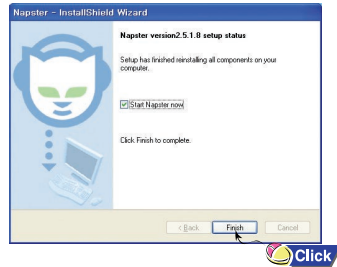 Napster - InstallShield Wizard
Napster version2.5.1.8 setup status
Setup has finished reinstalling all components on your
computer.
Start Napster now
Click Finish to complete.
< Back
Finish
Cancel
Click